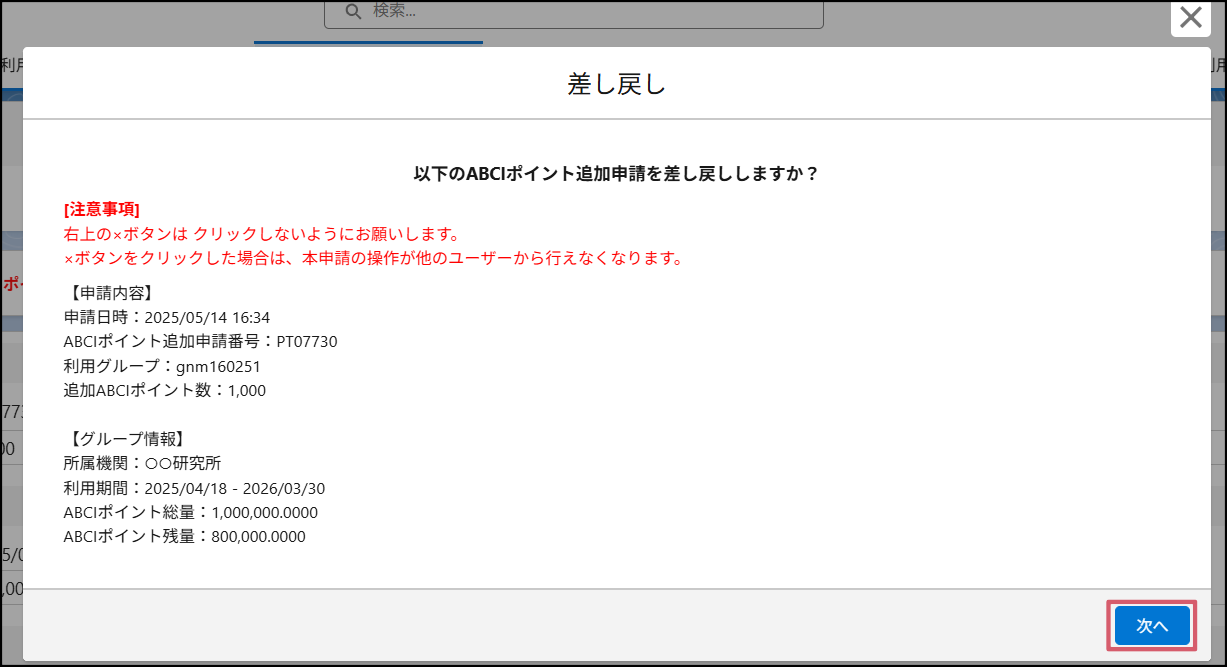 検索...
利用
差し戻し
以下のABCIポイント追加申請を差し戻ししますか？
[注意事項]
右上の×ボタンは クリックしないようにお願いします。
×ボタンをクリックした場合は、本申請の操作が他のユーザーから行えなくなります。
【申請内容】
申請日時：2025/05/14 16:34
ABCIポイント追加申請番号：PT07730
利用グループ：gnm160251
追加ABCIポイント数：1,000
【グループ情報】
所属機関：○○研究所
利用期間：2025/04/18 - 2026/03/30
ABCIポイント総量：1,000,000.0000
ABCIポイント残量：800,000.0000
次へ